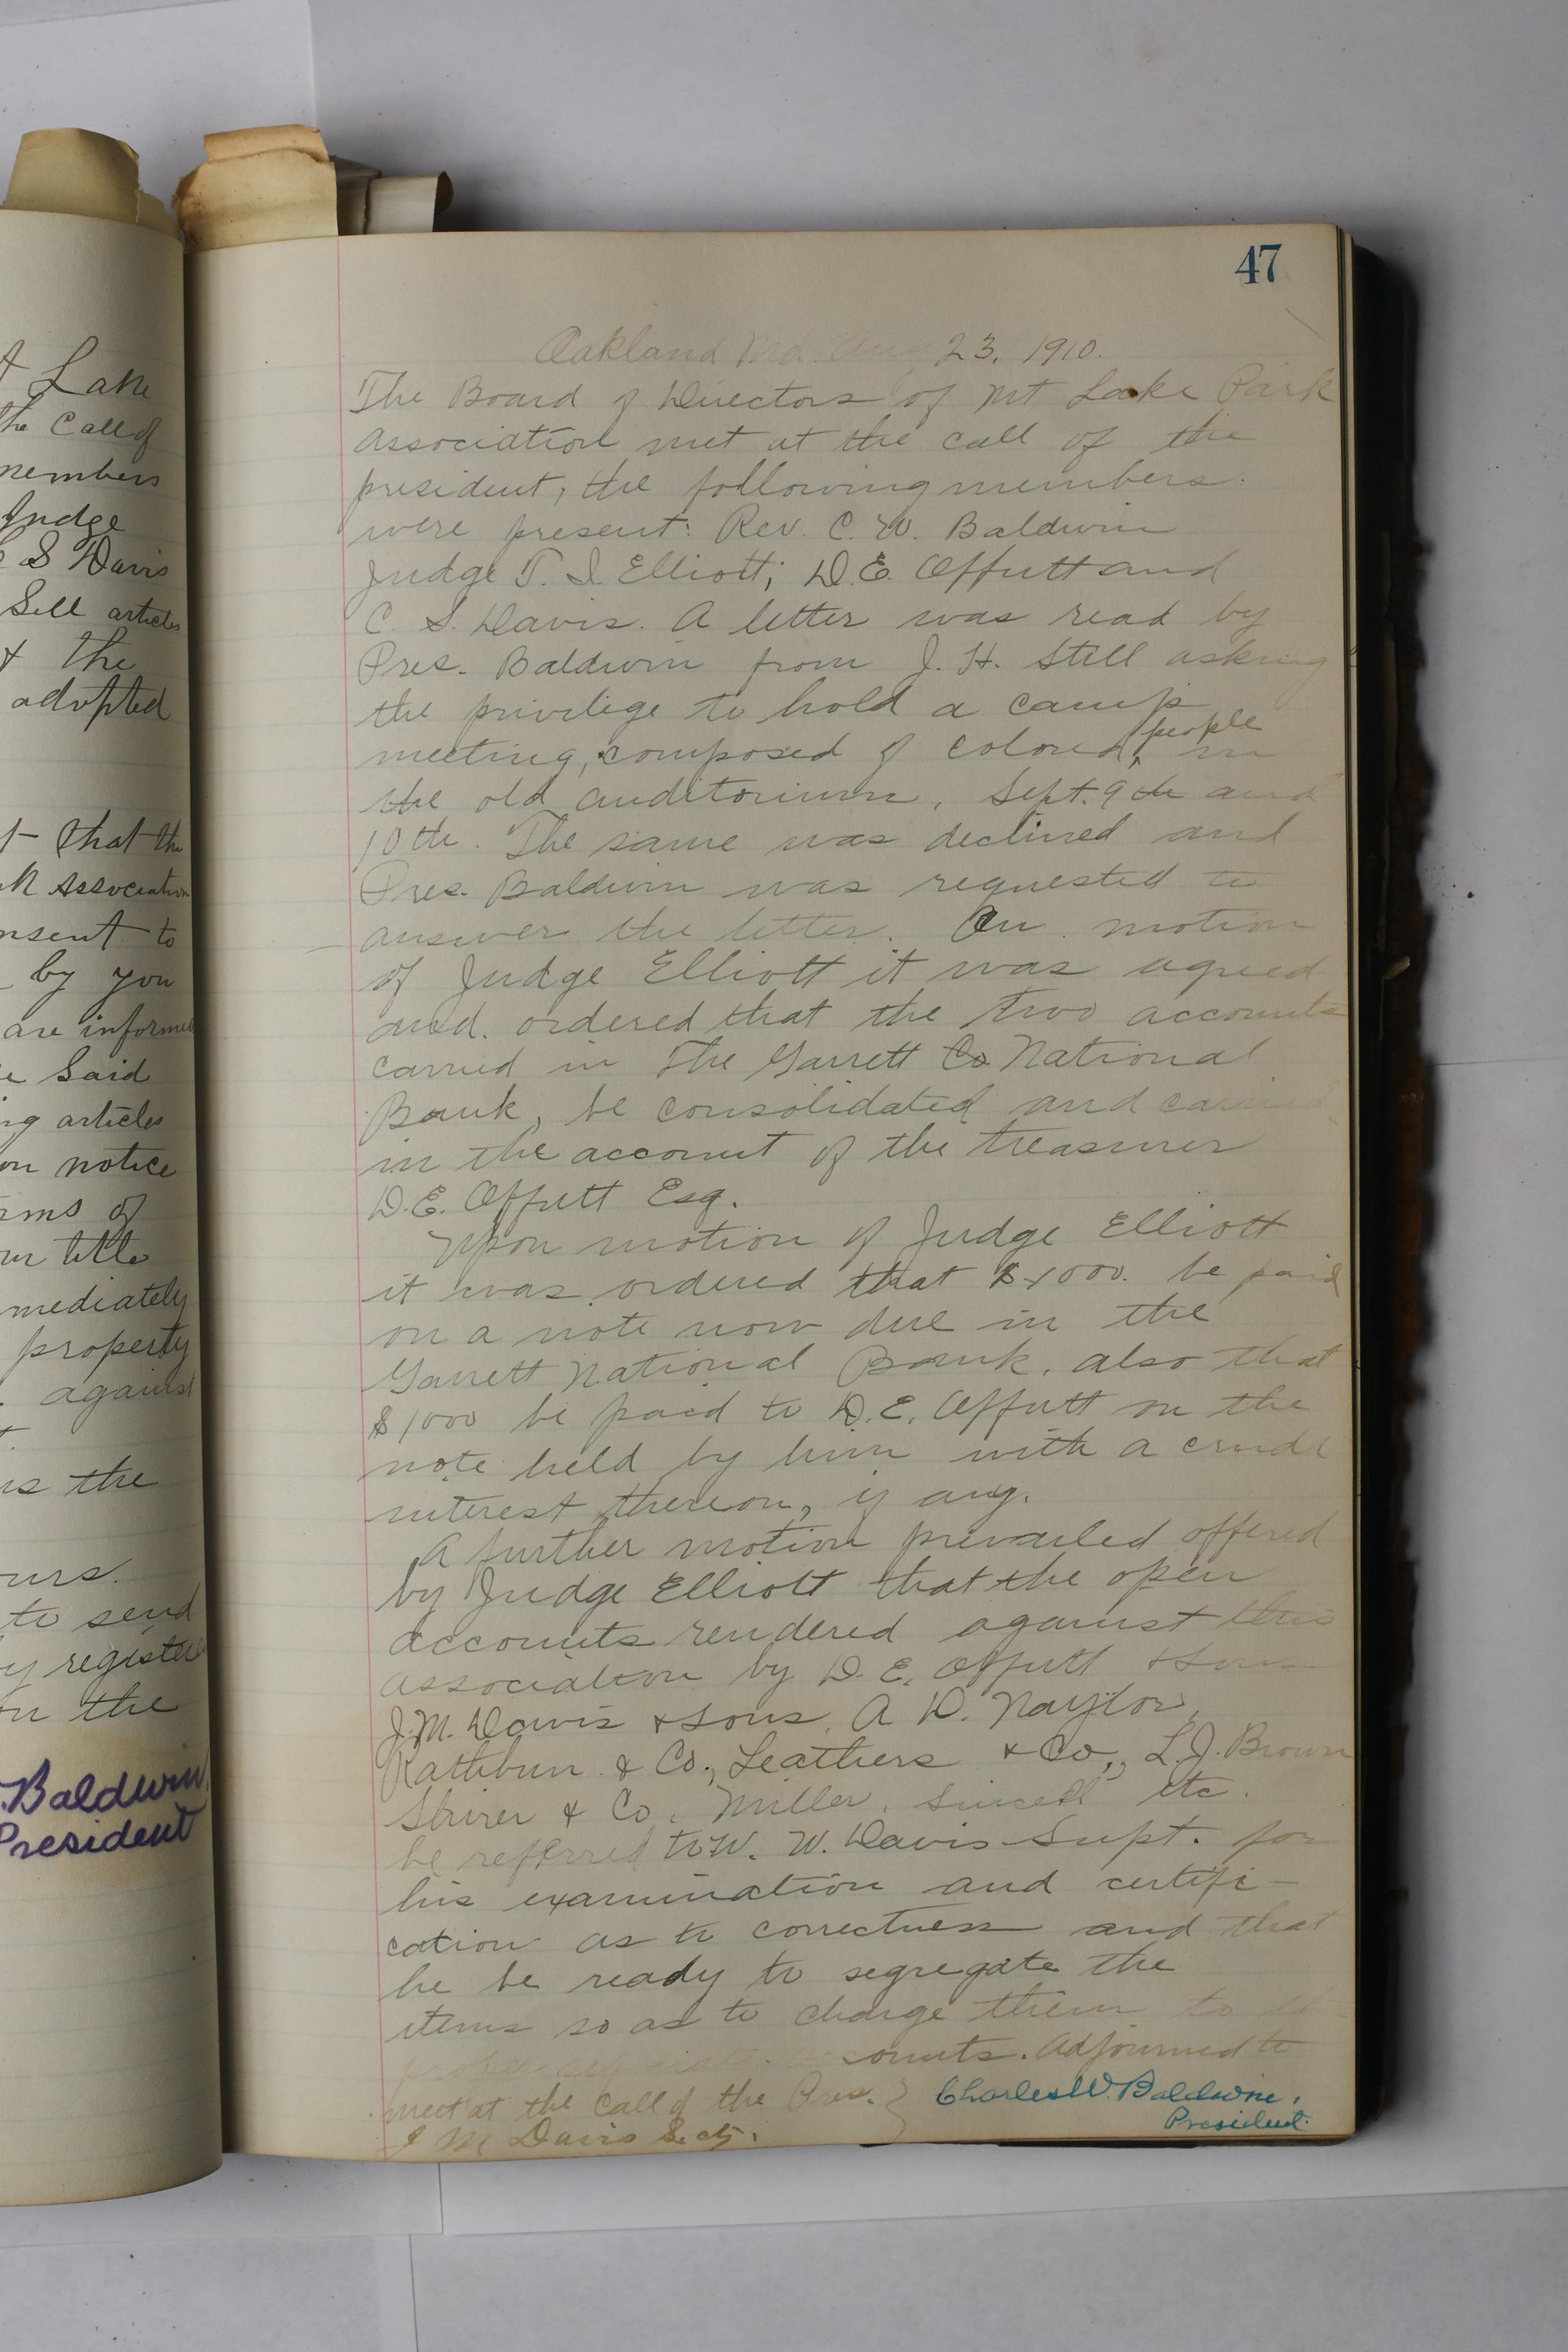 t Lake
the Call of
members
Judge
S Davis
Sell articles
& the
adopted
t- that the
k Association
nsent to
by you
are informed
e Said
ng articles
on notice
rms of
ur title
mediately
property
against
t.
is the
urs.
to send
by register
on the
Baldwin,
President
47
Oakland Md. Aug 23, 1910.
The Board of Directors of Mt Lake Park
Association met at the call of the
president, the following members.
were present: Rev. C. W. Baldwin
Judge T. I. Elliott; D. E. Offutt and
C. S. Davis. A letter was read by
Pres. Baldwin from J. H. Still asking
the privilege to hold a camp
meeting, composed of colored people in
the old auditorium, Sept. 9th and
10th. The same was declined and
Pres. Baldwin was requested to
answer the letter. On motion
of Judge Elliott it was agreed
and ordered that the two accounts
carried in The Garrett Co National
Bank, be consolidated and carried
in the account of the treasurer
D. E. Offutt Esq.
Upon motion of Judge Elliott
it was ordered that $1000. be paid
on a note now due in the
Garrett National Bank, also that
$1000 be paid to D. E. Offutt on the
note held by him with a crude
interest thereon, if any.
A further motion prevailed offered
by Judge Elliott that the open
accounts rendered against this
association by D. E. Offutt & Sons
J. M. Davis & Sons, A. D. Naylor,
Rathbun & Co., Leathers & Co., L. J. Brown
Shirer & Co, Miller, Sincell etc.
be referred to W. W. Davis Supt. for
his examination and certifi-
cation as to correctness and that
he be ready to segregate the
items so as to charge them to
proper separate accounts. Adjourned to
meet at the call of the Pres. } Charles W. Baldwin,
President.
J M Davis Secty.